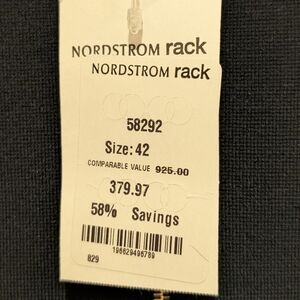 NORDSTROM rack
NORDSTROM rack
58292
Size: 42
COMPARABLE VALUE 925.00
379.97
58% Savings
196629496789
829